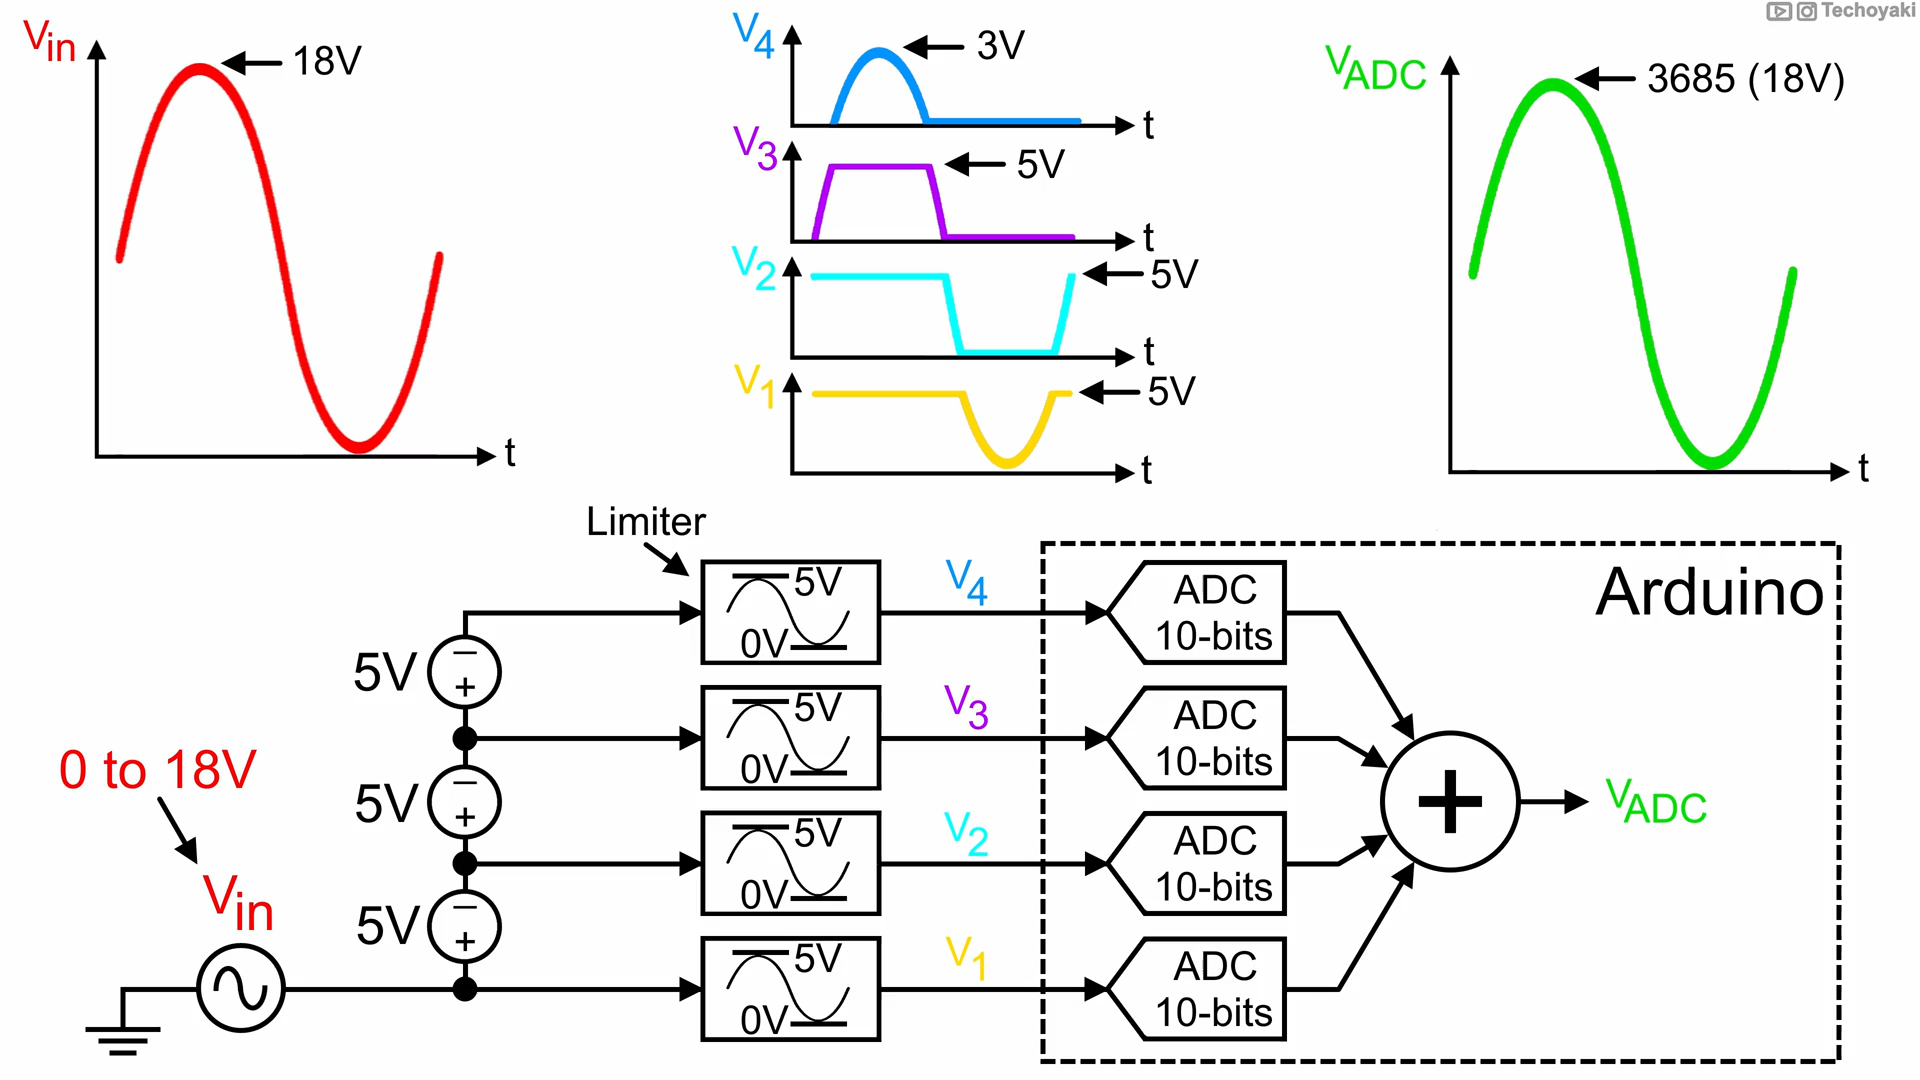 Techoyaki
Vin
18V
t
V4
3V
t
V3
5V
t
V2
5V
t
V1
5V
t
VADC
3685 (18V)
t
Limiter
Arduino
5V
0V
V4
ADC
10-bits
5V
−
+
5V
0V
V3
ADC
10-bits
5V
−
+
0 to 18V
+
VADC
5V
0V
V2
ADC
10-bits
Vin
5V
−
+
5V
0V
V1
ADC
10-bits